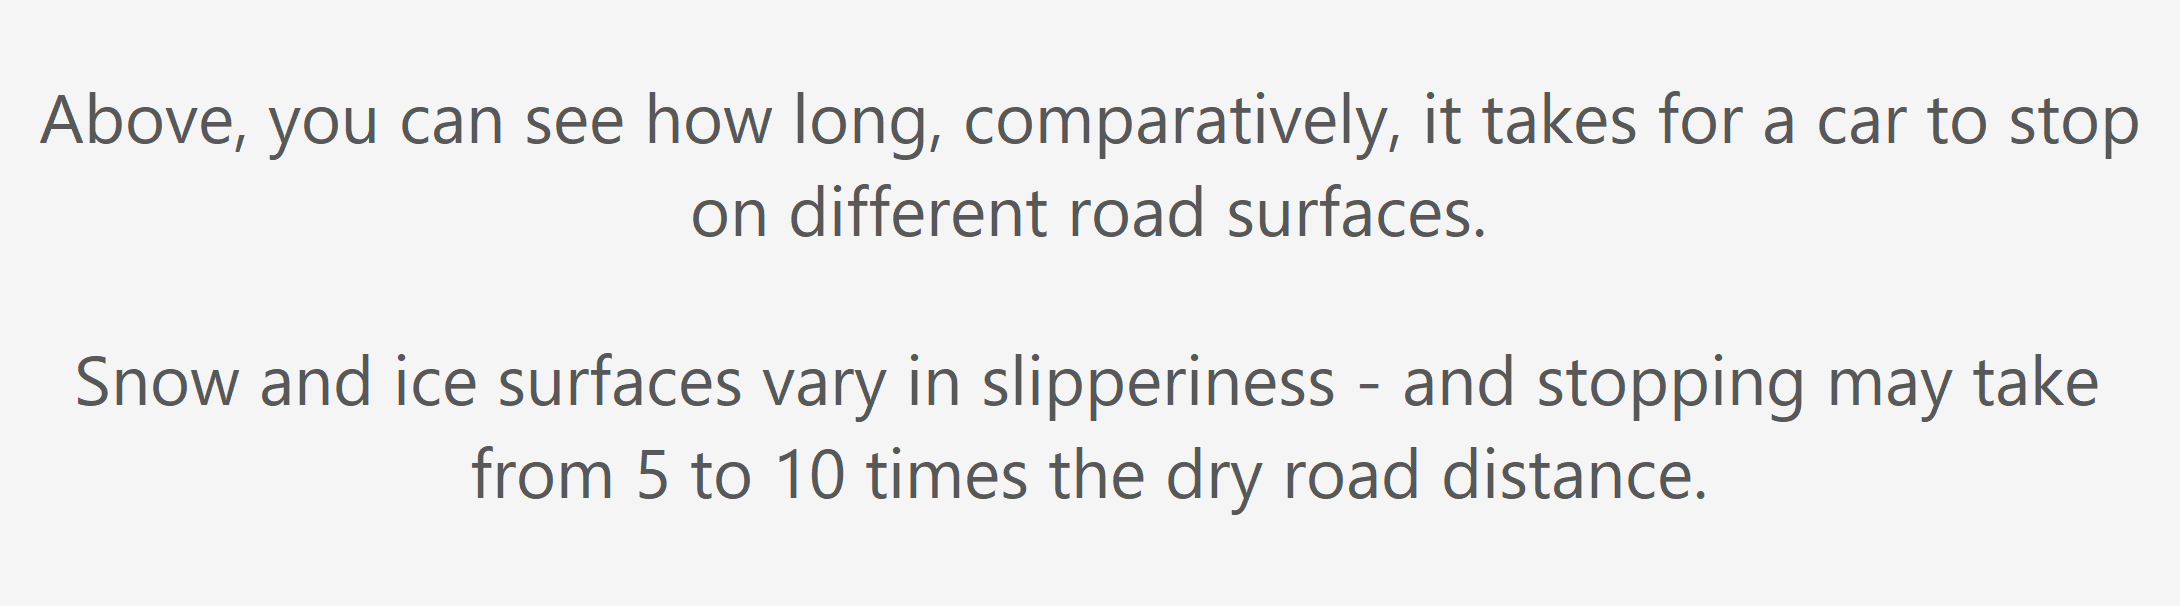 Above, you can see how long, comparatively, it takes for a car to stop
on different road surfaces.
Snow and ice surfaces vary in slipperiness - and stopping may take
from 5 to 10 times the dry road distance.